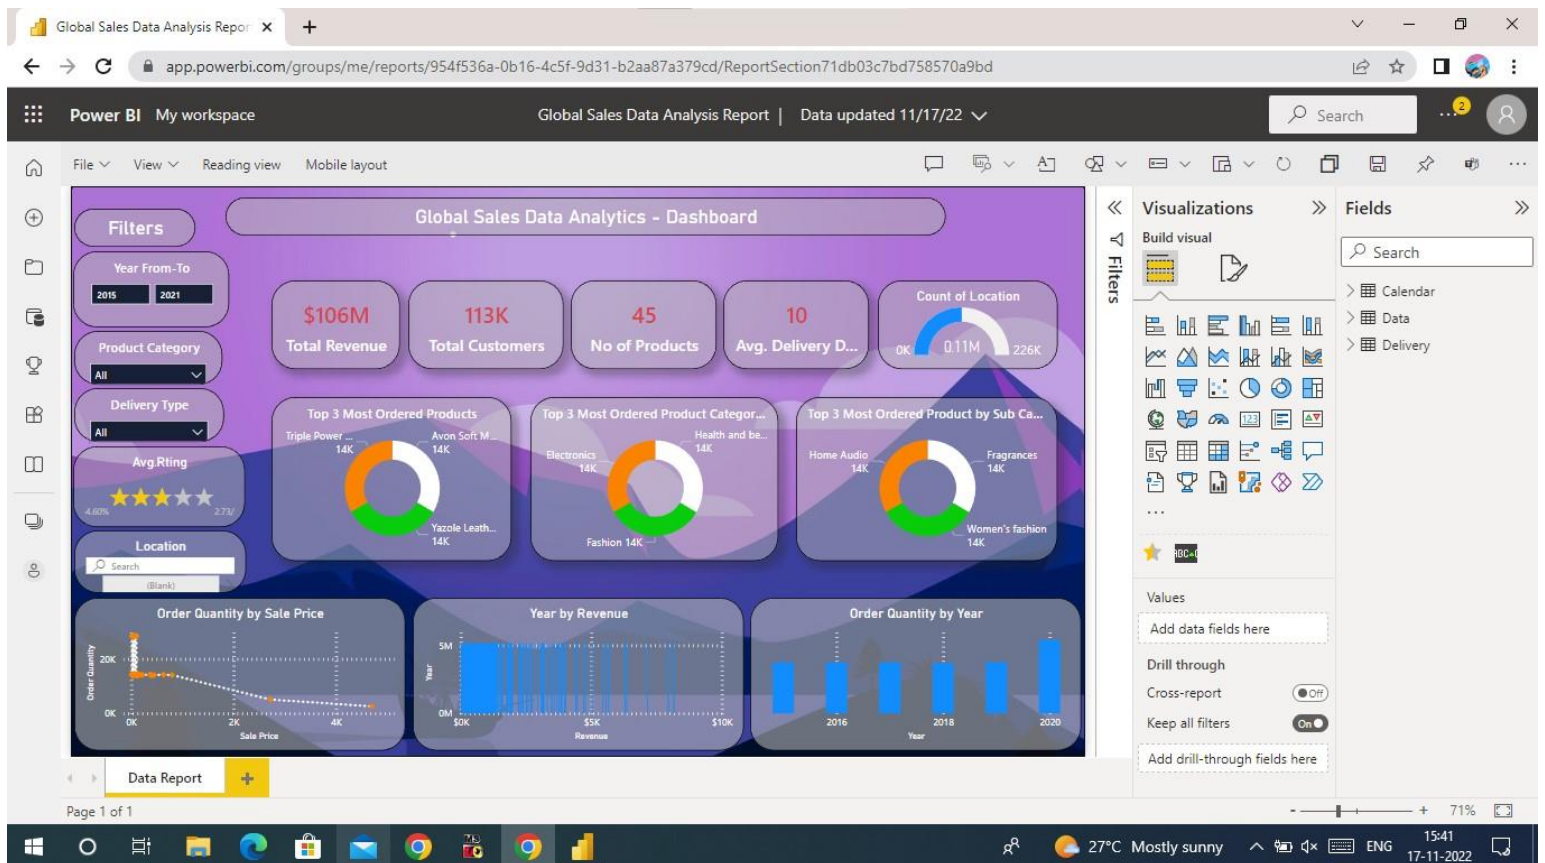 Global Sales Data Analysis Repor
app.powerbi.com/groups/me/reports/954f536a-0b16-4c5f-9d31-b2aa87a379cd/ReportSection71db03c7bd758570a9bd
Power BI My workspace
Global Sales Data Analysis Report | Data updated 11/17/22
Search
2
File View Reading view Mobile layout
Filters
Global Sales Data Analytics - Dashboard
Year From-To
2015 2021
Product Category
All
Delivery Type
All
Avg.Rting
4.60%
Location
Search
(Blank)
$106M
Total Revenue
113K
Total Customers
45
No of Products
10
Avg. Delivery D...
Count of Location
0K 0.11M 226K
Top 3 Most Ordered Products
Triple Power ...
14K
Avon Soft M...
14K
Yazole Leath...
14K
Top 3 Most Ordered Product Categor...
Electronics
14K
Health and be...
14K
Fashion 14K
Top 3 Most Ordered Product by Sub Ca...
Home Audio
14K
Fragrances
14K
Women's fashion
14K
Order Quantity by Sale Price
Order Quantity
20K
0K
0K 2K 4K
Sale Price
Year by Revenue
Year
5M
0M
$0K $5K $10K
Revenue
Order Quantity by Year
2016 2018 2020
Year
Filters
Visualizations
Build visual
123
Values
Add data fields here
Drill through
Cross-report
Off
Keep all filters
On
Add drill-through fields here
Fields
Search
Calendar
Data
Delivery
Data Report
Page 1 of 1
71%
27°C Mostly sunny
ENG
15:41
17-11-2022